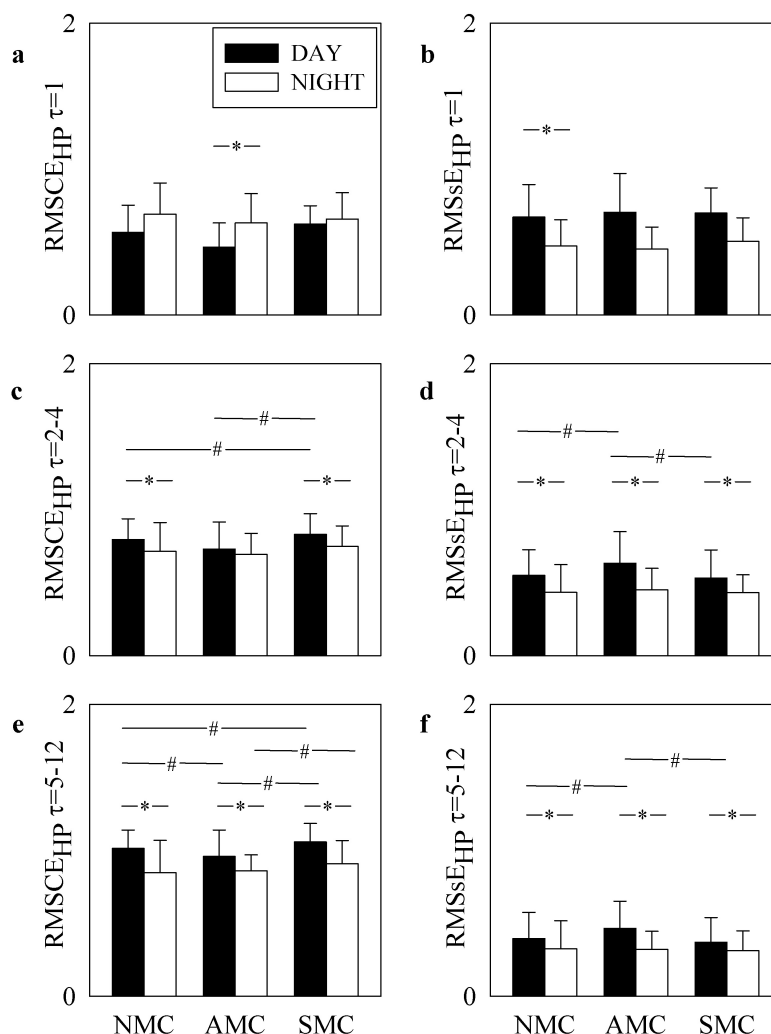 a
2
0
RMSCE_HP τ=1
DAY
NIGHT
*
b
2
0
RMSsE_HP τ=1
*
c
2
0
RMSCE_HP τ=2-4
#
#
* *
d
2
0
RMSsE_HP τ=2-4
#
#
* * *
e
2
0
RMSCE_HP τ=5-12
#
#
#
#
* * *
NMC AMC SMC
f
2
0
RMSsE_HP τ=5-12
#
#
* * *
NMC AMC SMC